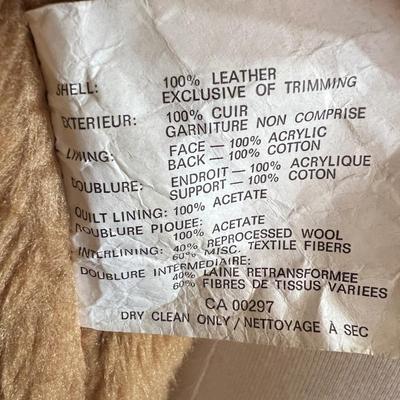 SHELL: 100% LEATHER
EXCLUSIVE OF TRIMMING
EXTERIEUR: 100% CUIR
GARNITURE NON COMPRISE
LINING: FACE — 100% ACRYLIC
BACK — 100% COTTON
DOUBLURE: ENDROIT — 100% ACRYLIQUE
SUPPORT — 100% COTON
QUILT LINING: 100% ACETATE
DOUBLURE PIQUEE:
100% ACETATE
INTERLINING: 40% REPROCESSED WOOL
60% MISC. TEXTILE FIBERS
DOUBLURE INTERMEDIAIRE:
40% LAINE RETRANSFORMEE
60% FIBRES DE TISSUS VARIEES
CA 00297
DRY CLEAN ONLY / NETTOYAGE À SEC